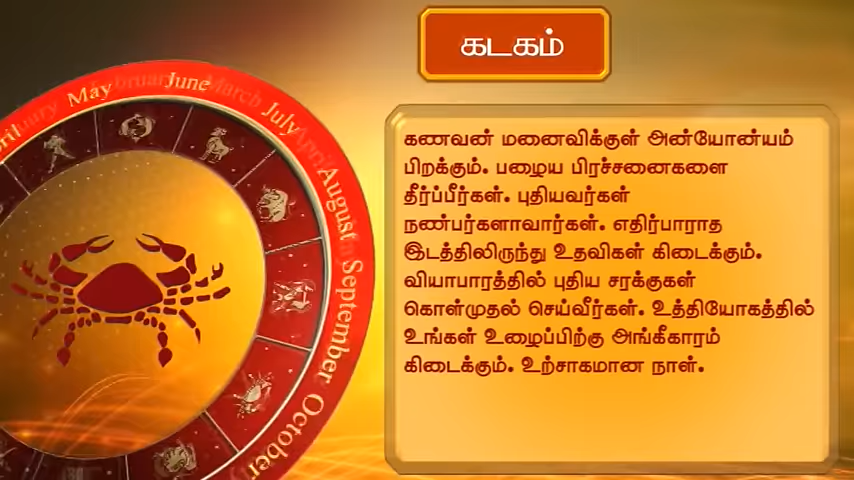 கடகம்
கணவன் மனைவிக்குள் அன்யோன்யம்
பிறக்கும். பழைய பிரச்சனைகளை
தீர்ப்பீர்கள். புதியவர்கள்
நண்பர்களாவார்கள். எதிர்பாராத
இடத்திலிருந்து உதவிகள் கிடைக்கும்.
வியாபாரத்தில் புதிய சரக்குகள்
கொள்முதல் செய்வீர்கள். உத்தியோகத்தில்
உங்கள் உழைப்பிற்கு அங்கீகாரம்
கிடைக்கும். உற்சாகமான நாள்.
May
June
July
August
September
October
March